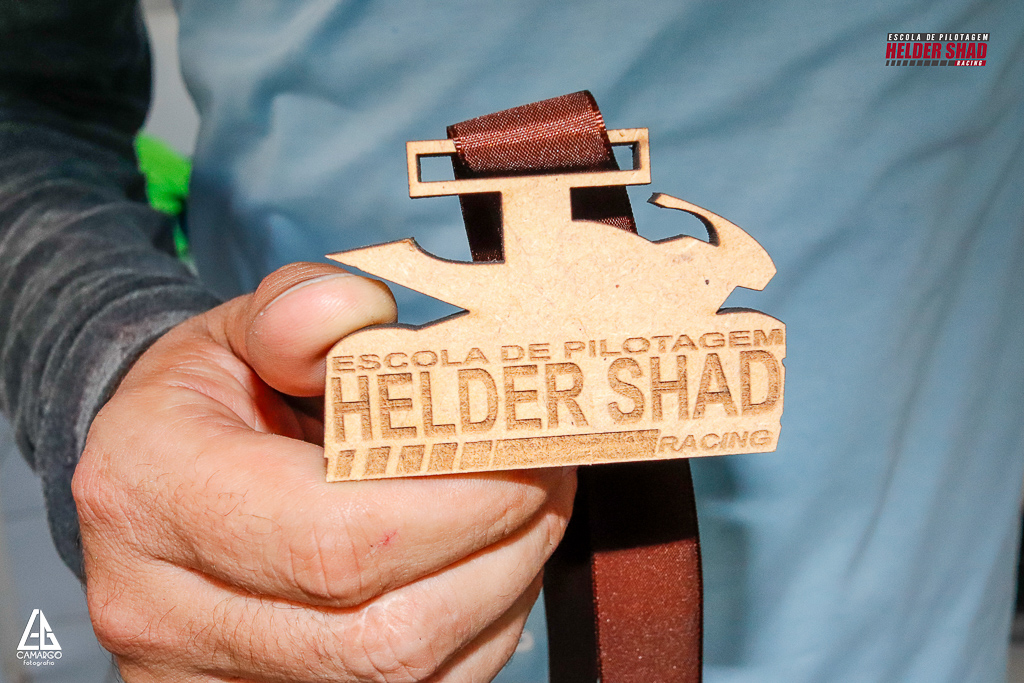 ESCOLA DE PILOTAGEM
HELDER SHAD
RACING
ESCOLA DE PILOTAGEM
HELDER SHAD
RACING
CAMARGO
fotografia